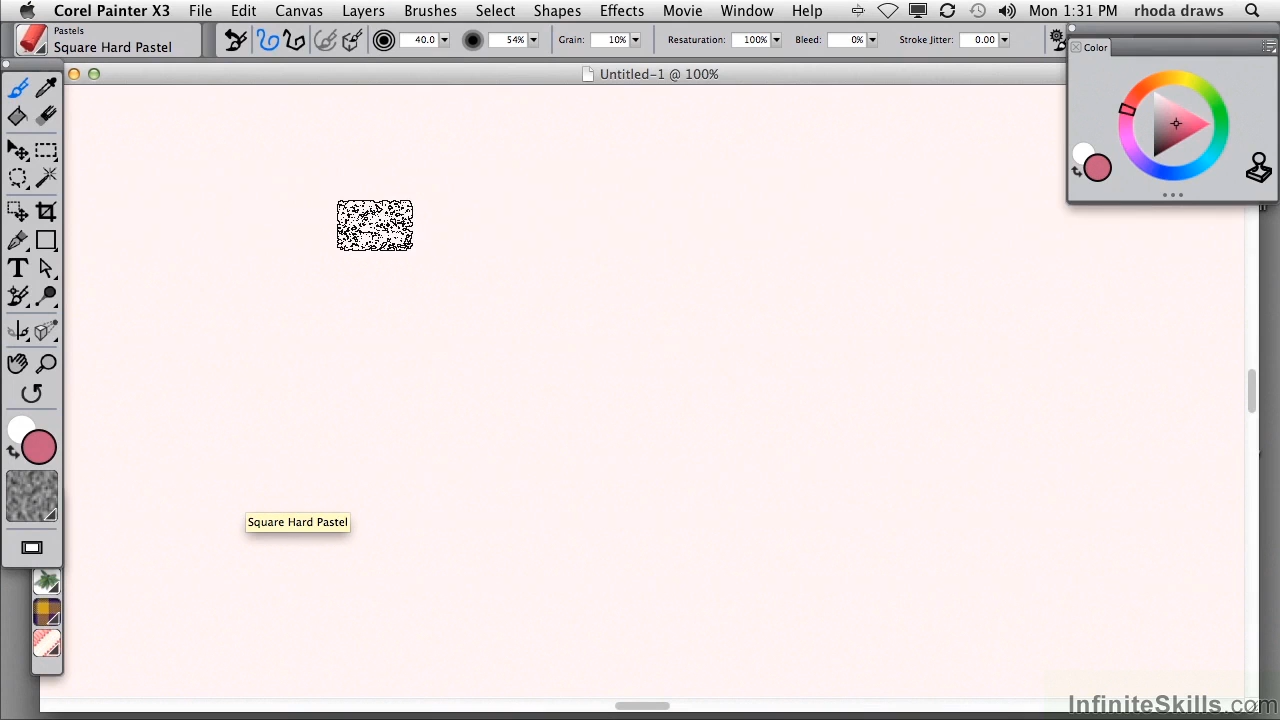 Corel Painter X3 File Edit Canvas Layers Brushes Select Shapes Effects Movie Window Help Mon 1:31 PM rhoda draws
Pastels
Square Hard Pastel
40.0 54% Grain: 10% Resaturation: 100% Bleed: 0% Stroke Jitter: 0.00
Color
Untitled-1 @ 100%
T
Square Hard Pastel
InfiniteSkills.com